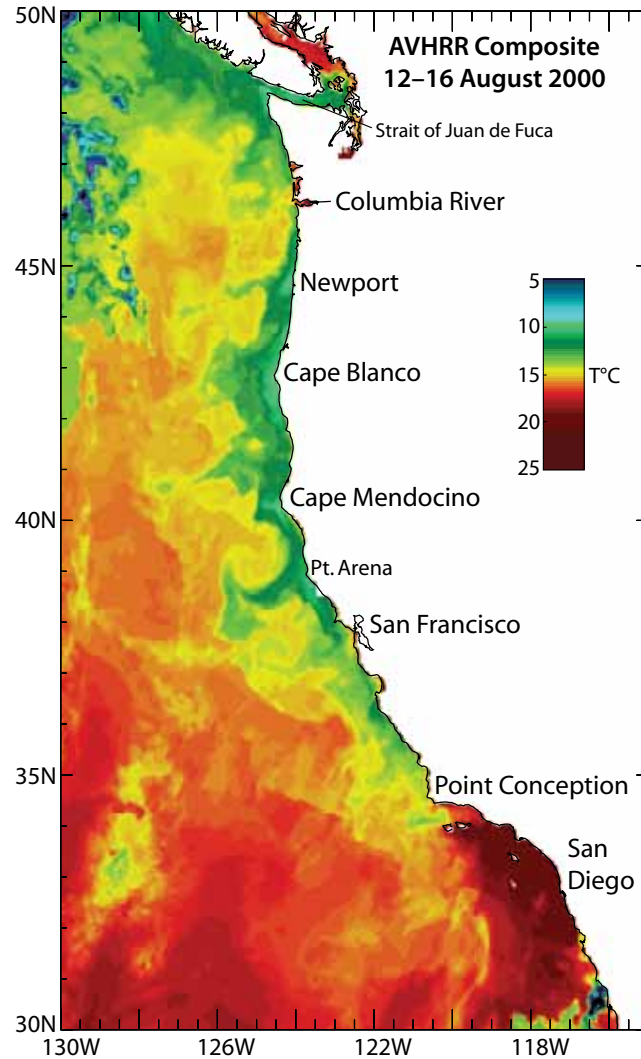 50N
AVHRR Composite
12–16 August 2000
Strait of Juan de Fuca
Columbia River
45N
Newport
5
10
15
20
25
T°C
Cape Blanco
Cape Mendocino
40N
Pt. Arena
San Francisco
35N
Point Conception
San
Diego
30N
130W
126W
122W
118W